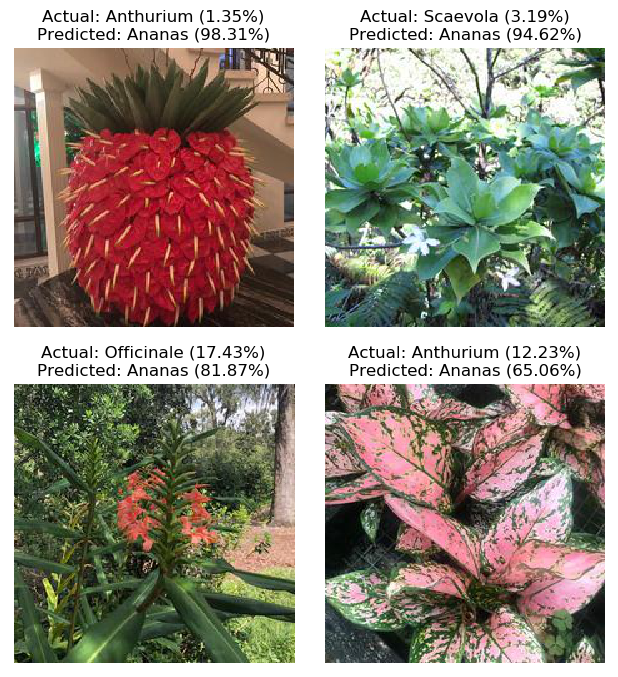 Actual: Anthurium (1.35%)
Predicted: Ananas (98.31%)
Actual: Scaevola (3.19%)
Predicted: Ananas (94.62%)
Actual: Officinale (17.43%)
Predicted: Ananas (81.87%)
Actual: Anthurium (12.23%)
Predicted: Ananas (65.06%)